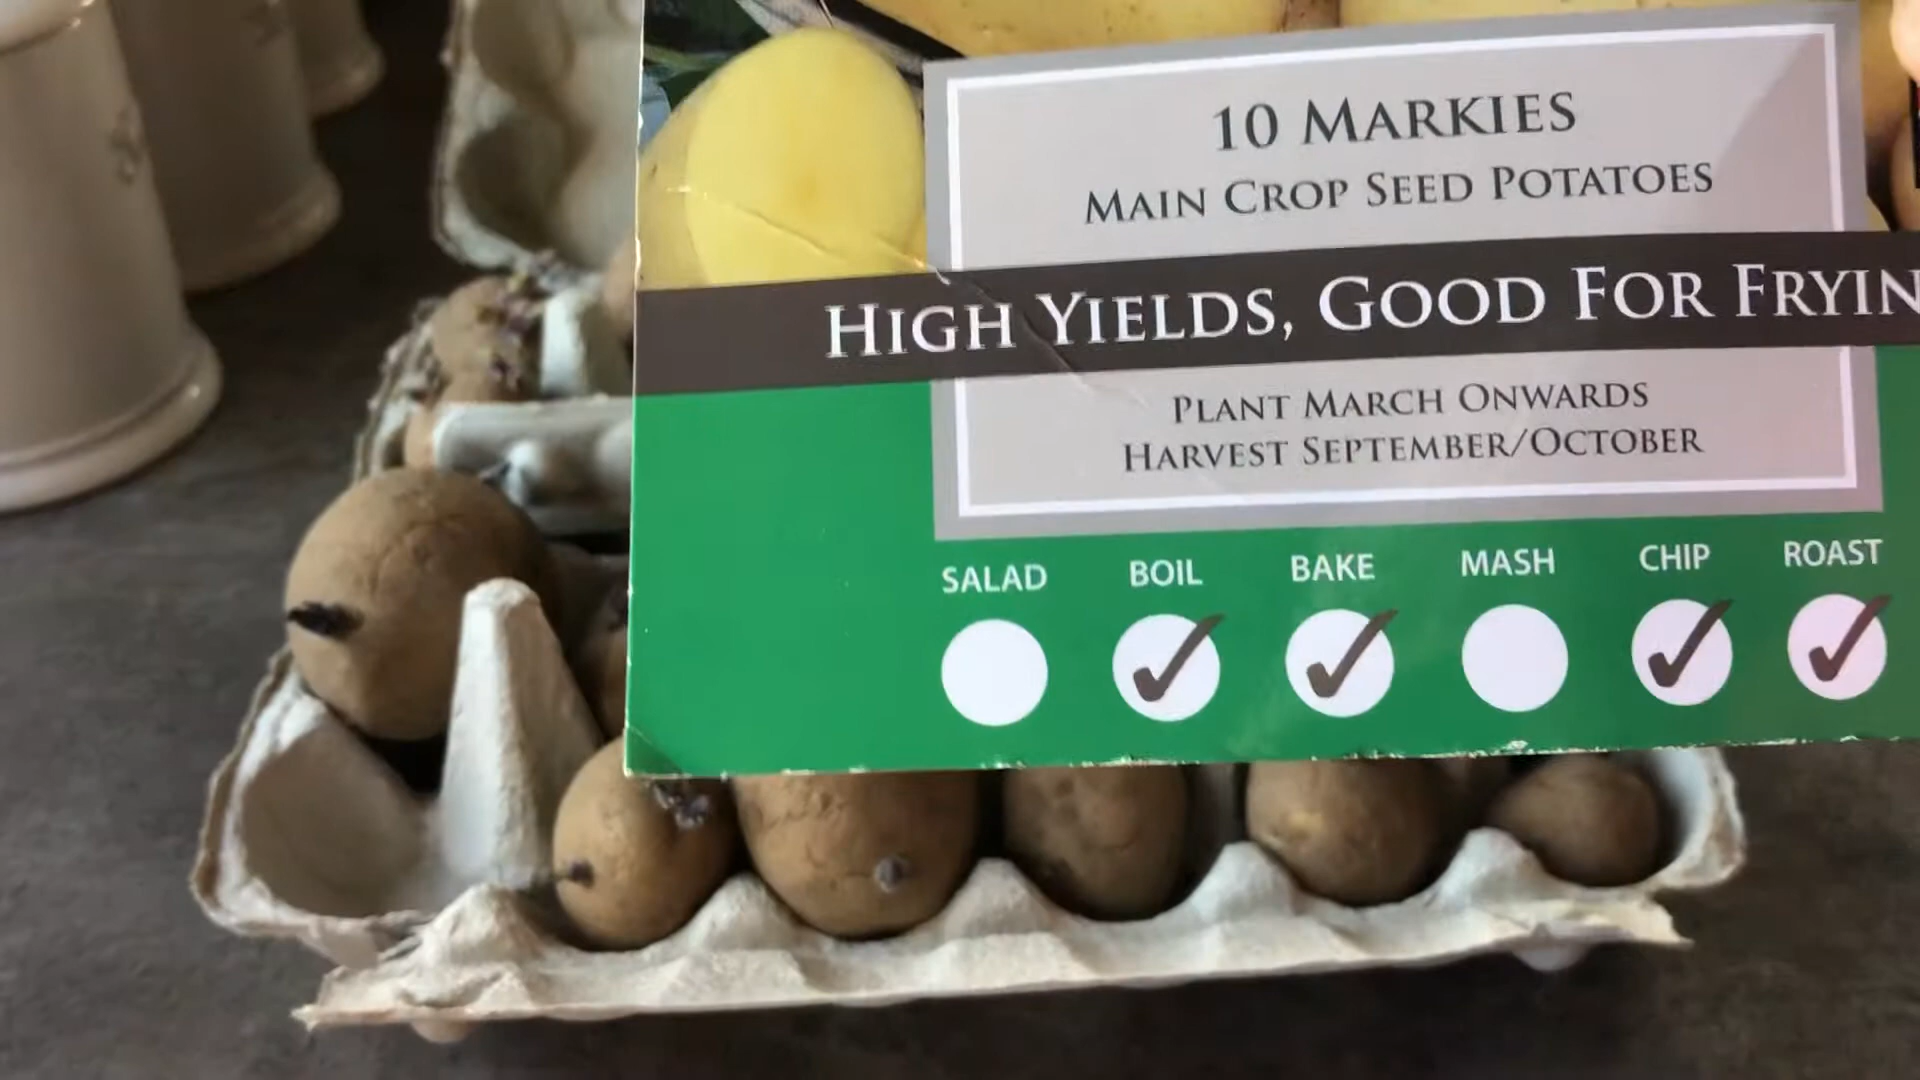 10 MARKIES
MAIN CROP SEED POTATOES
HIGH YIELDS, GOOD FOR FRYIN
PLANT MARCH ONWARDS
HARVEST SEPTEMBER/OCTOBER
SALAD BOIL BAKE MASH CHIP ROAST